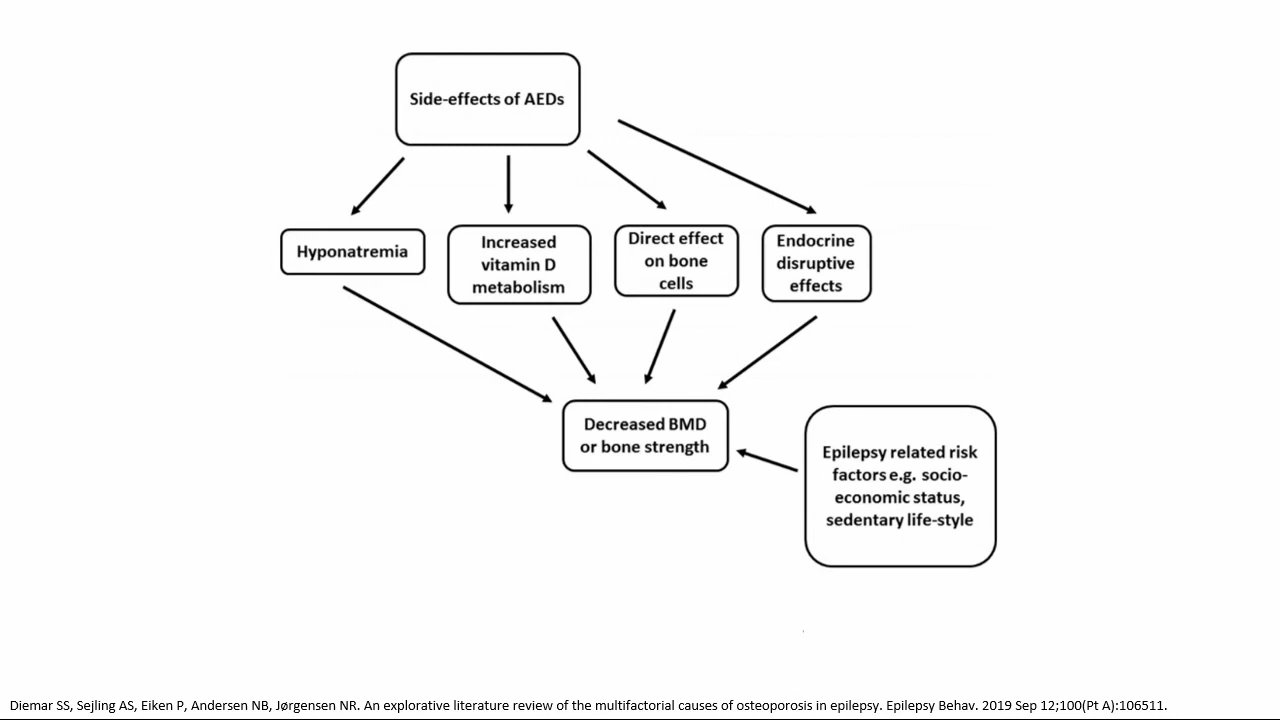 Side-effects of AEDs
Hyponatremia
Increased
vitamin D
metabolism
Direct effect
on bone
cells
Endocrine
disruptive
effects
Decreased BMD
or bone strength
Epilepsy related risk
factors e.g. socio-
economic status,
sedentary life-style
Diemar SS, Sejling AS, Eiken P, Andersen NB, Jørgensen NR. An explorative literature review of the multifactorial causes of osteoporosis in epilepsy. Epilepsy Behav. 2019 Sep 12;100(Pt A):106511.